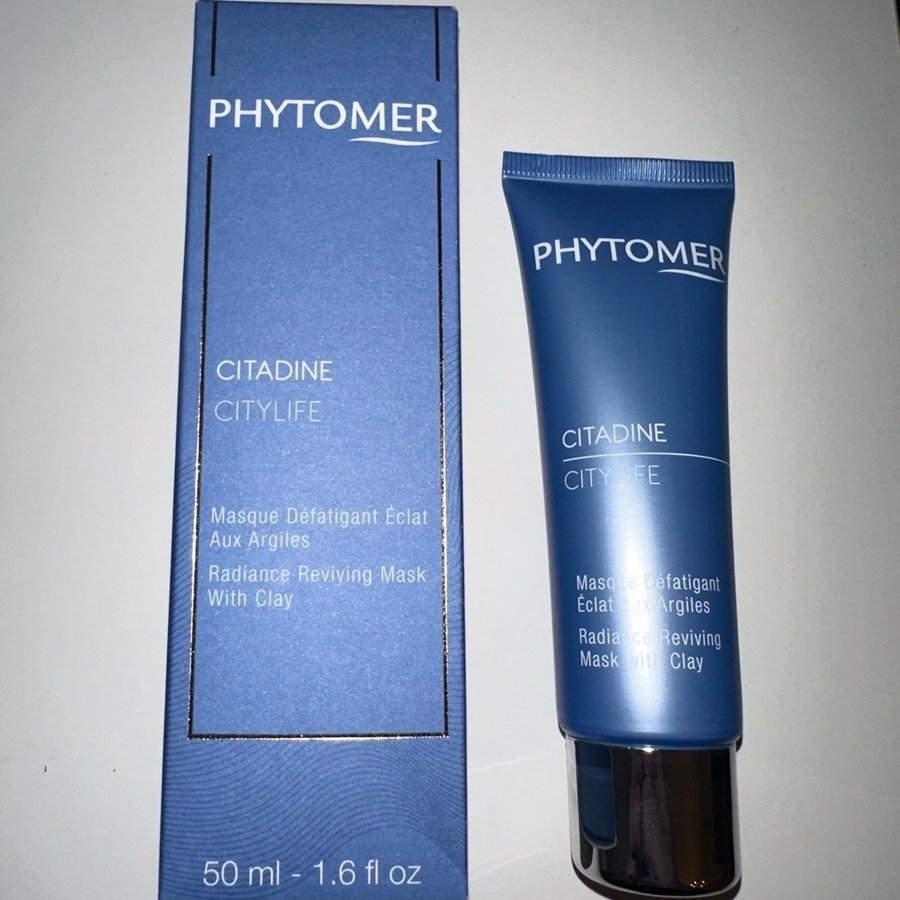 PHYTOMER
CITADINE
CITYLIFE
Masque Défatigant Éclat
Aux Argiles
Radiance Reviving Mask
With Clay
50 ml - 1.6 fl oz
PHYTOMER
CITADINE
CITYLIFE
Masque Défatigant
Éclat aux Argiles
Radiance Reviving
Mask with Clay